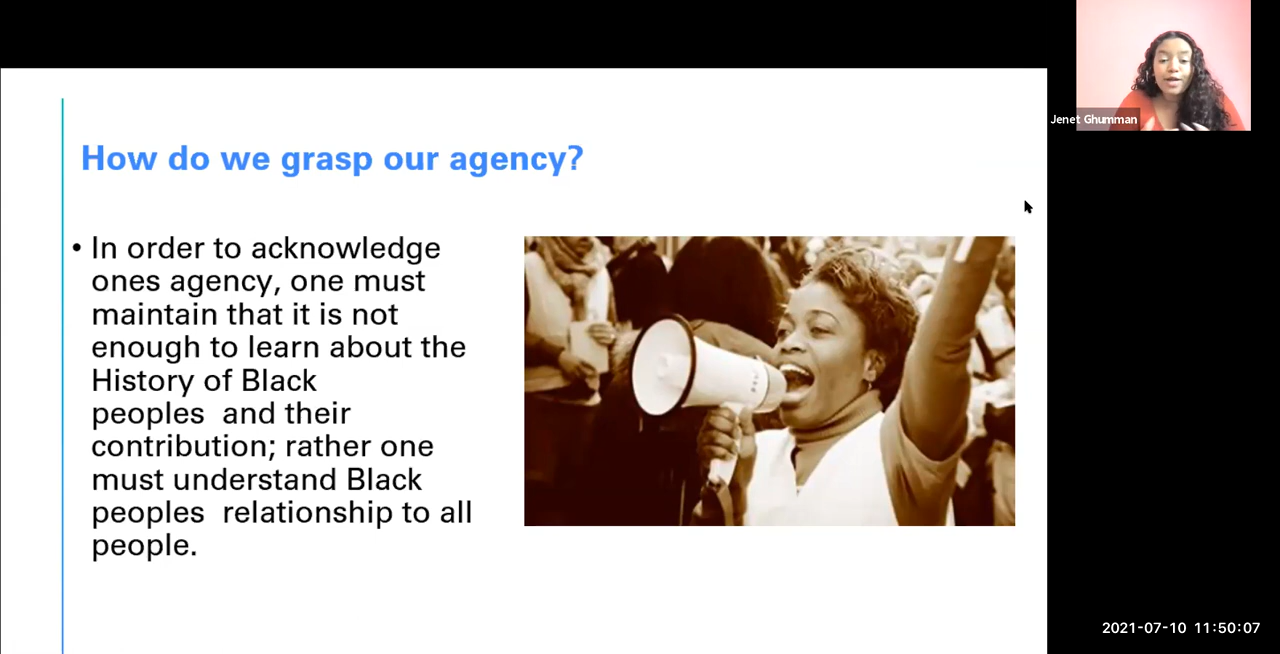 How do we grasp our agency?
• In order to acknowledge
ones agency, one must
maintain that it is not
enough to learn about the
History of Black
peoples  and their
contribution; rather one
must understand Black
peoples  relationship to all
people.
Jenet Ghumman
2021-07-10 11:50:07